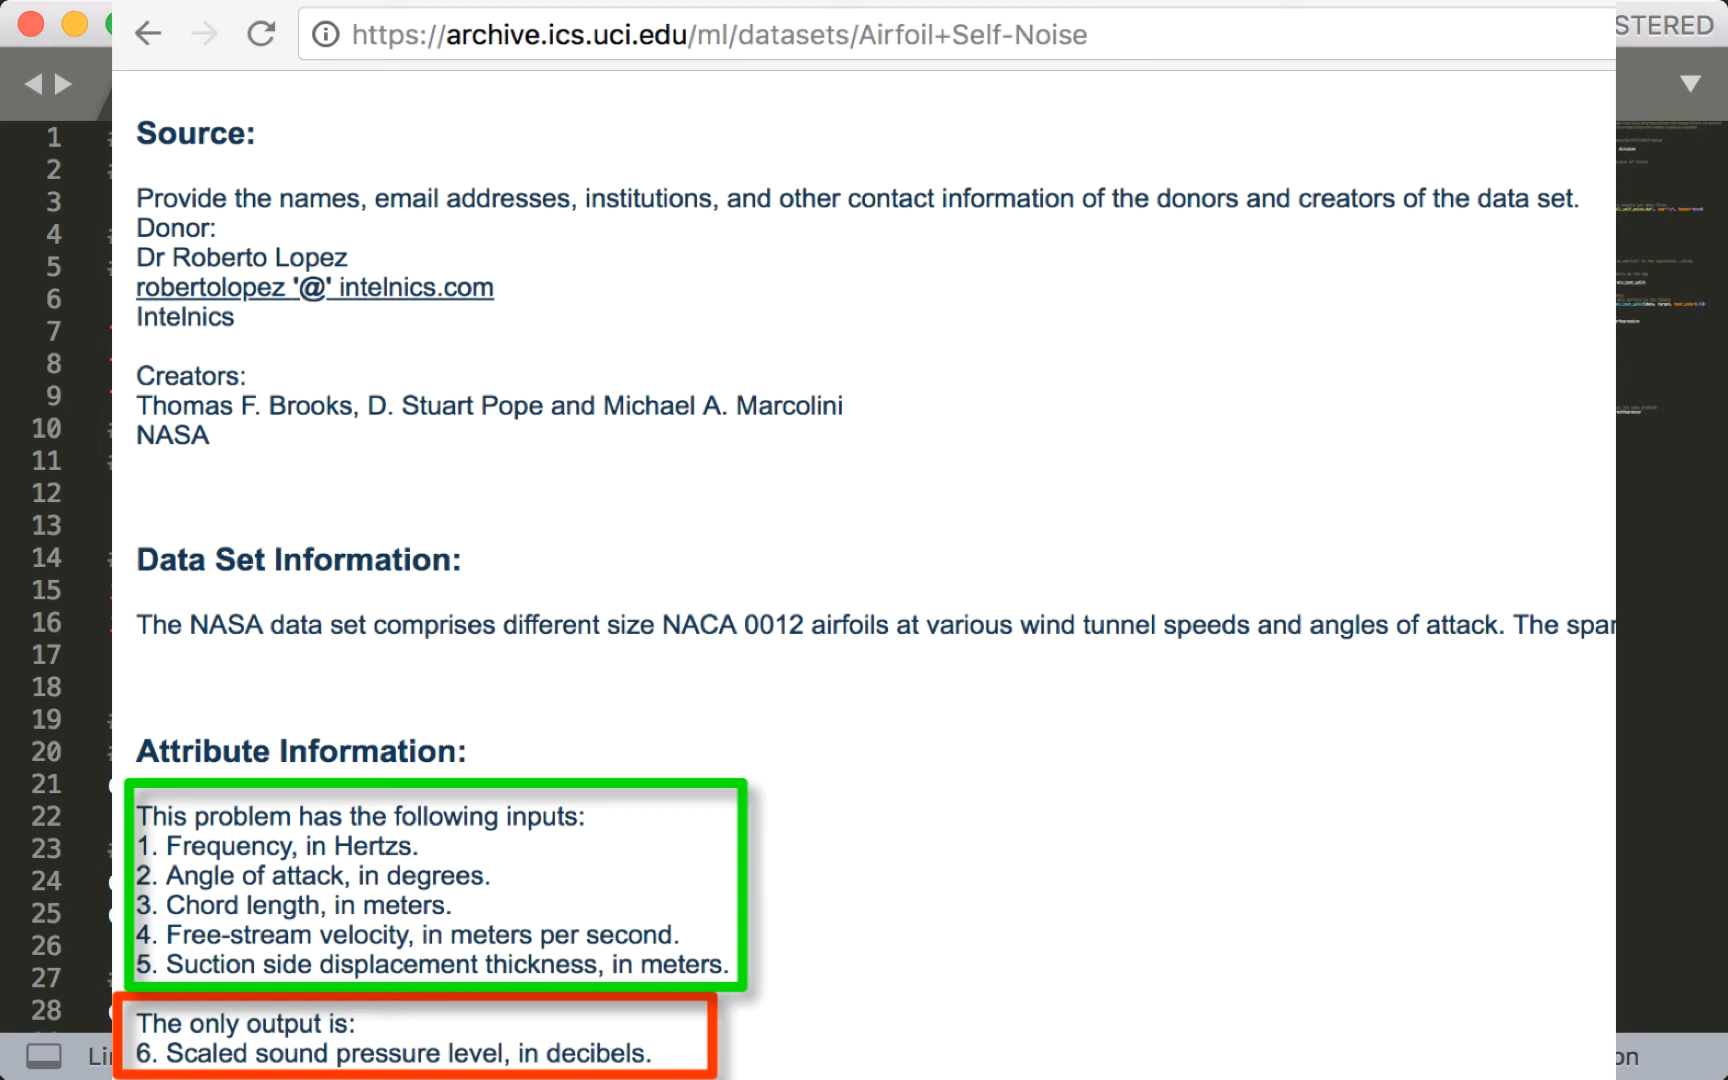 https://archive.ics.uci.edu/ml/datasets/Airfoil+Self-Noise
STERED
Source:
Provide the names, email addresses, institutions, and other contact information of the donors and creators of the data set.
Donor:
Dr Roberto Lopez
robertolopez '@' intelnics.com
Intelnics
Creators:
Thomas F. Brooks, D. Stuart Pope and Michael A. Marcolini
NASA
Data Set Information:
The NASA data set comprises different size NACA 0012 airfoils at various wind tunnel speeds and angles of attack. The spar
Attribute Information:
This problem has the following inputs:
1. Frequency, in Hertzs.
2. Angle of attack, in degrees.
3. Chord length, in meters.
4. Free-stream velocity, in meters per second.
5. Suction side displacement thickness, in meters.
The only output is:
6. Scaled sound pressure level, in decibels.
1
2
3
4
5
6
7
8
9
10
11
12
13
14
15
16
17
18
19
20
21
22
23
24
25
26
27
28
Li
on